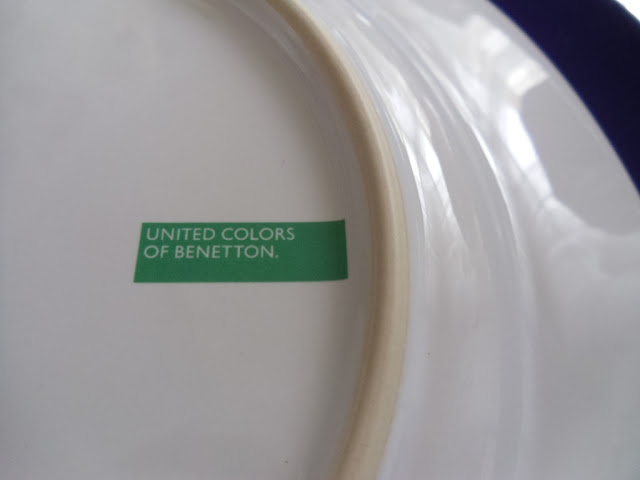 UNITED COLORS
OF BENETTON.